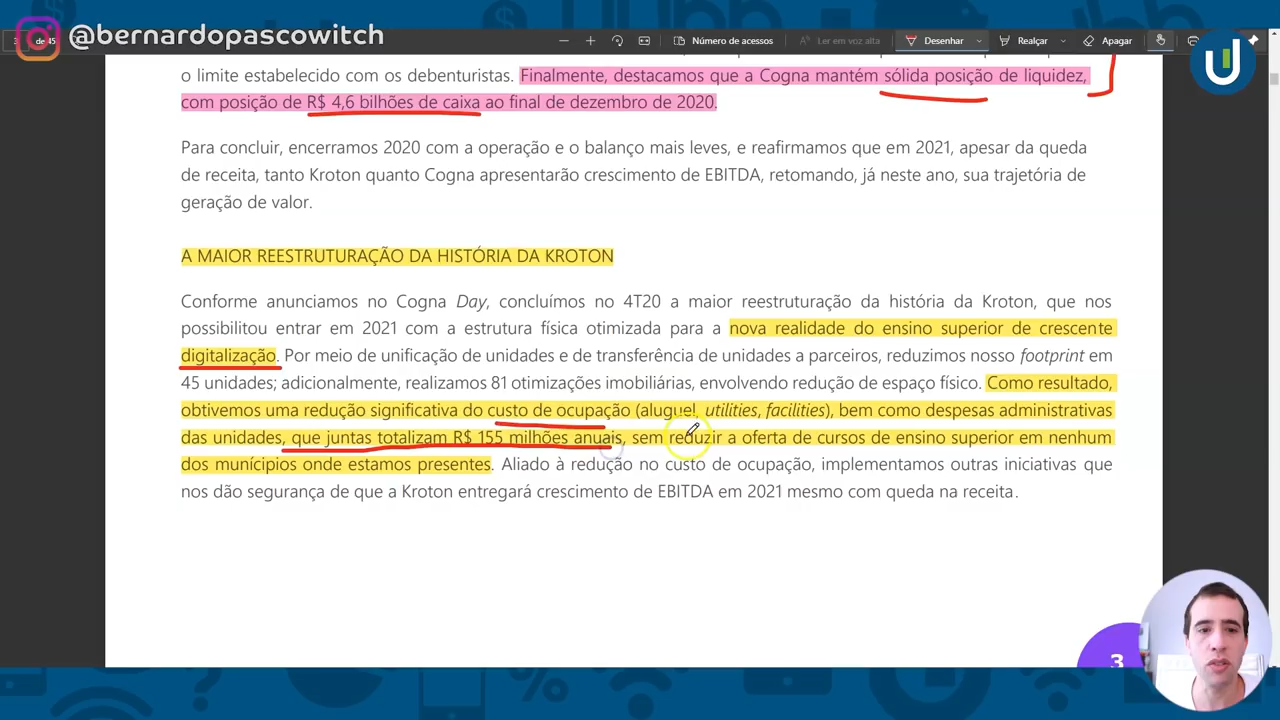 @bernardopascowitch
3 de 45
Número de acessos
Ler em voz alta
Desenhar
Realçar
Apagar
o limite estabelecido com os debenturistas. Finalmente, destacamos que a Cogna mantém sólida posição de liquidez,
com posição de R$ 4,6 bilhões de caixa ao final de dezembro de 2020.
Para concluir, encerramos 2020 com a operação e o balanço mais leves, e reafirmamos que em 2021, apesar da queda
de receita, tanto Kroton quanto Cogna apresentarão crescimento de EBITDA, retomando, já neste ano, sua trajetória de
geração de valor.
A MAIOR REESTRUTURAÇÃO DA HISTÓRIA DA KROTON
Conforme anunciamos no Cogna Day, concluímos no 4T20 a maior reestruturação da história da Kroton, que nos
possibilitou entrar em 2021 com a estrutura física otimizada para a nova realidade do ensino superior de crescente
digitalização. Por meio de unificação de unidades e de transferência de unidades a parceiros, reduzimos nosso footprint em
45 unidades; adicionalmente, realizamos 81 otimizações imobiliárias, envolvendo redução de espaço físico. Como resultado,
obtivemos uma redução significativa do custo de ocupação (aluguel, utilities, facilities), bem como despesas administrativas
das unidades, que juntas totalizam R$ 155 milhões anuais, sem reduzir a oferta de cursos de ensino superior em nenhum
dos munícipios onde estamos presentes. Aliado à redução no custo de ocupação, implementamos outras iniciativas que
nos dão segurança de que a Kroton entregará crescimento de EBITDA em 2021 mesmo com queda na receita.
3